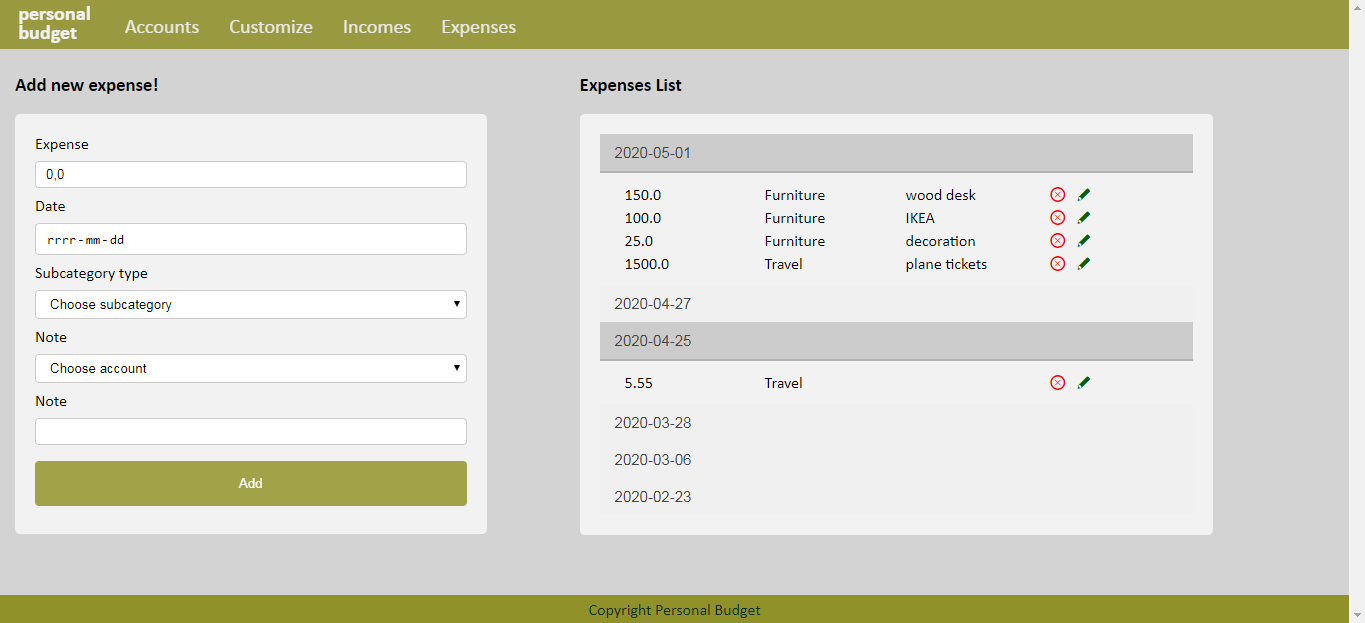 personal
budget
Accounts Customize Incomes Expenses
Add new expense!
Expense
0,0
Date
rrrr-mm-dd
Subcategory type
Choose subcategory
Note
Choose account
Note
Add
Expenses List
2020-05-01
150.0 Furniture wood desk
100.0 Furniture IKEA
25.0 Furniture decoration
1500.0 Travel plane tickets
2020-04-27
2020-04-25
5.55 Travel
2020-03-28
2020-03-06
2020-02-23
Copyright Personal Budget